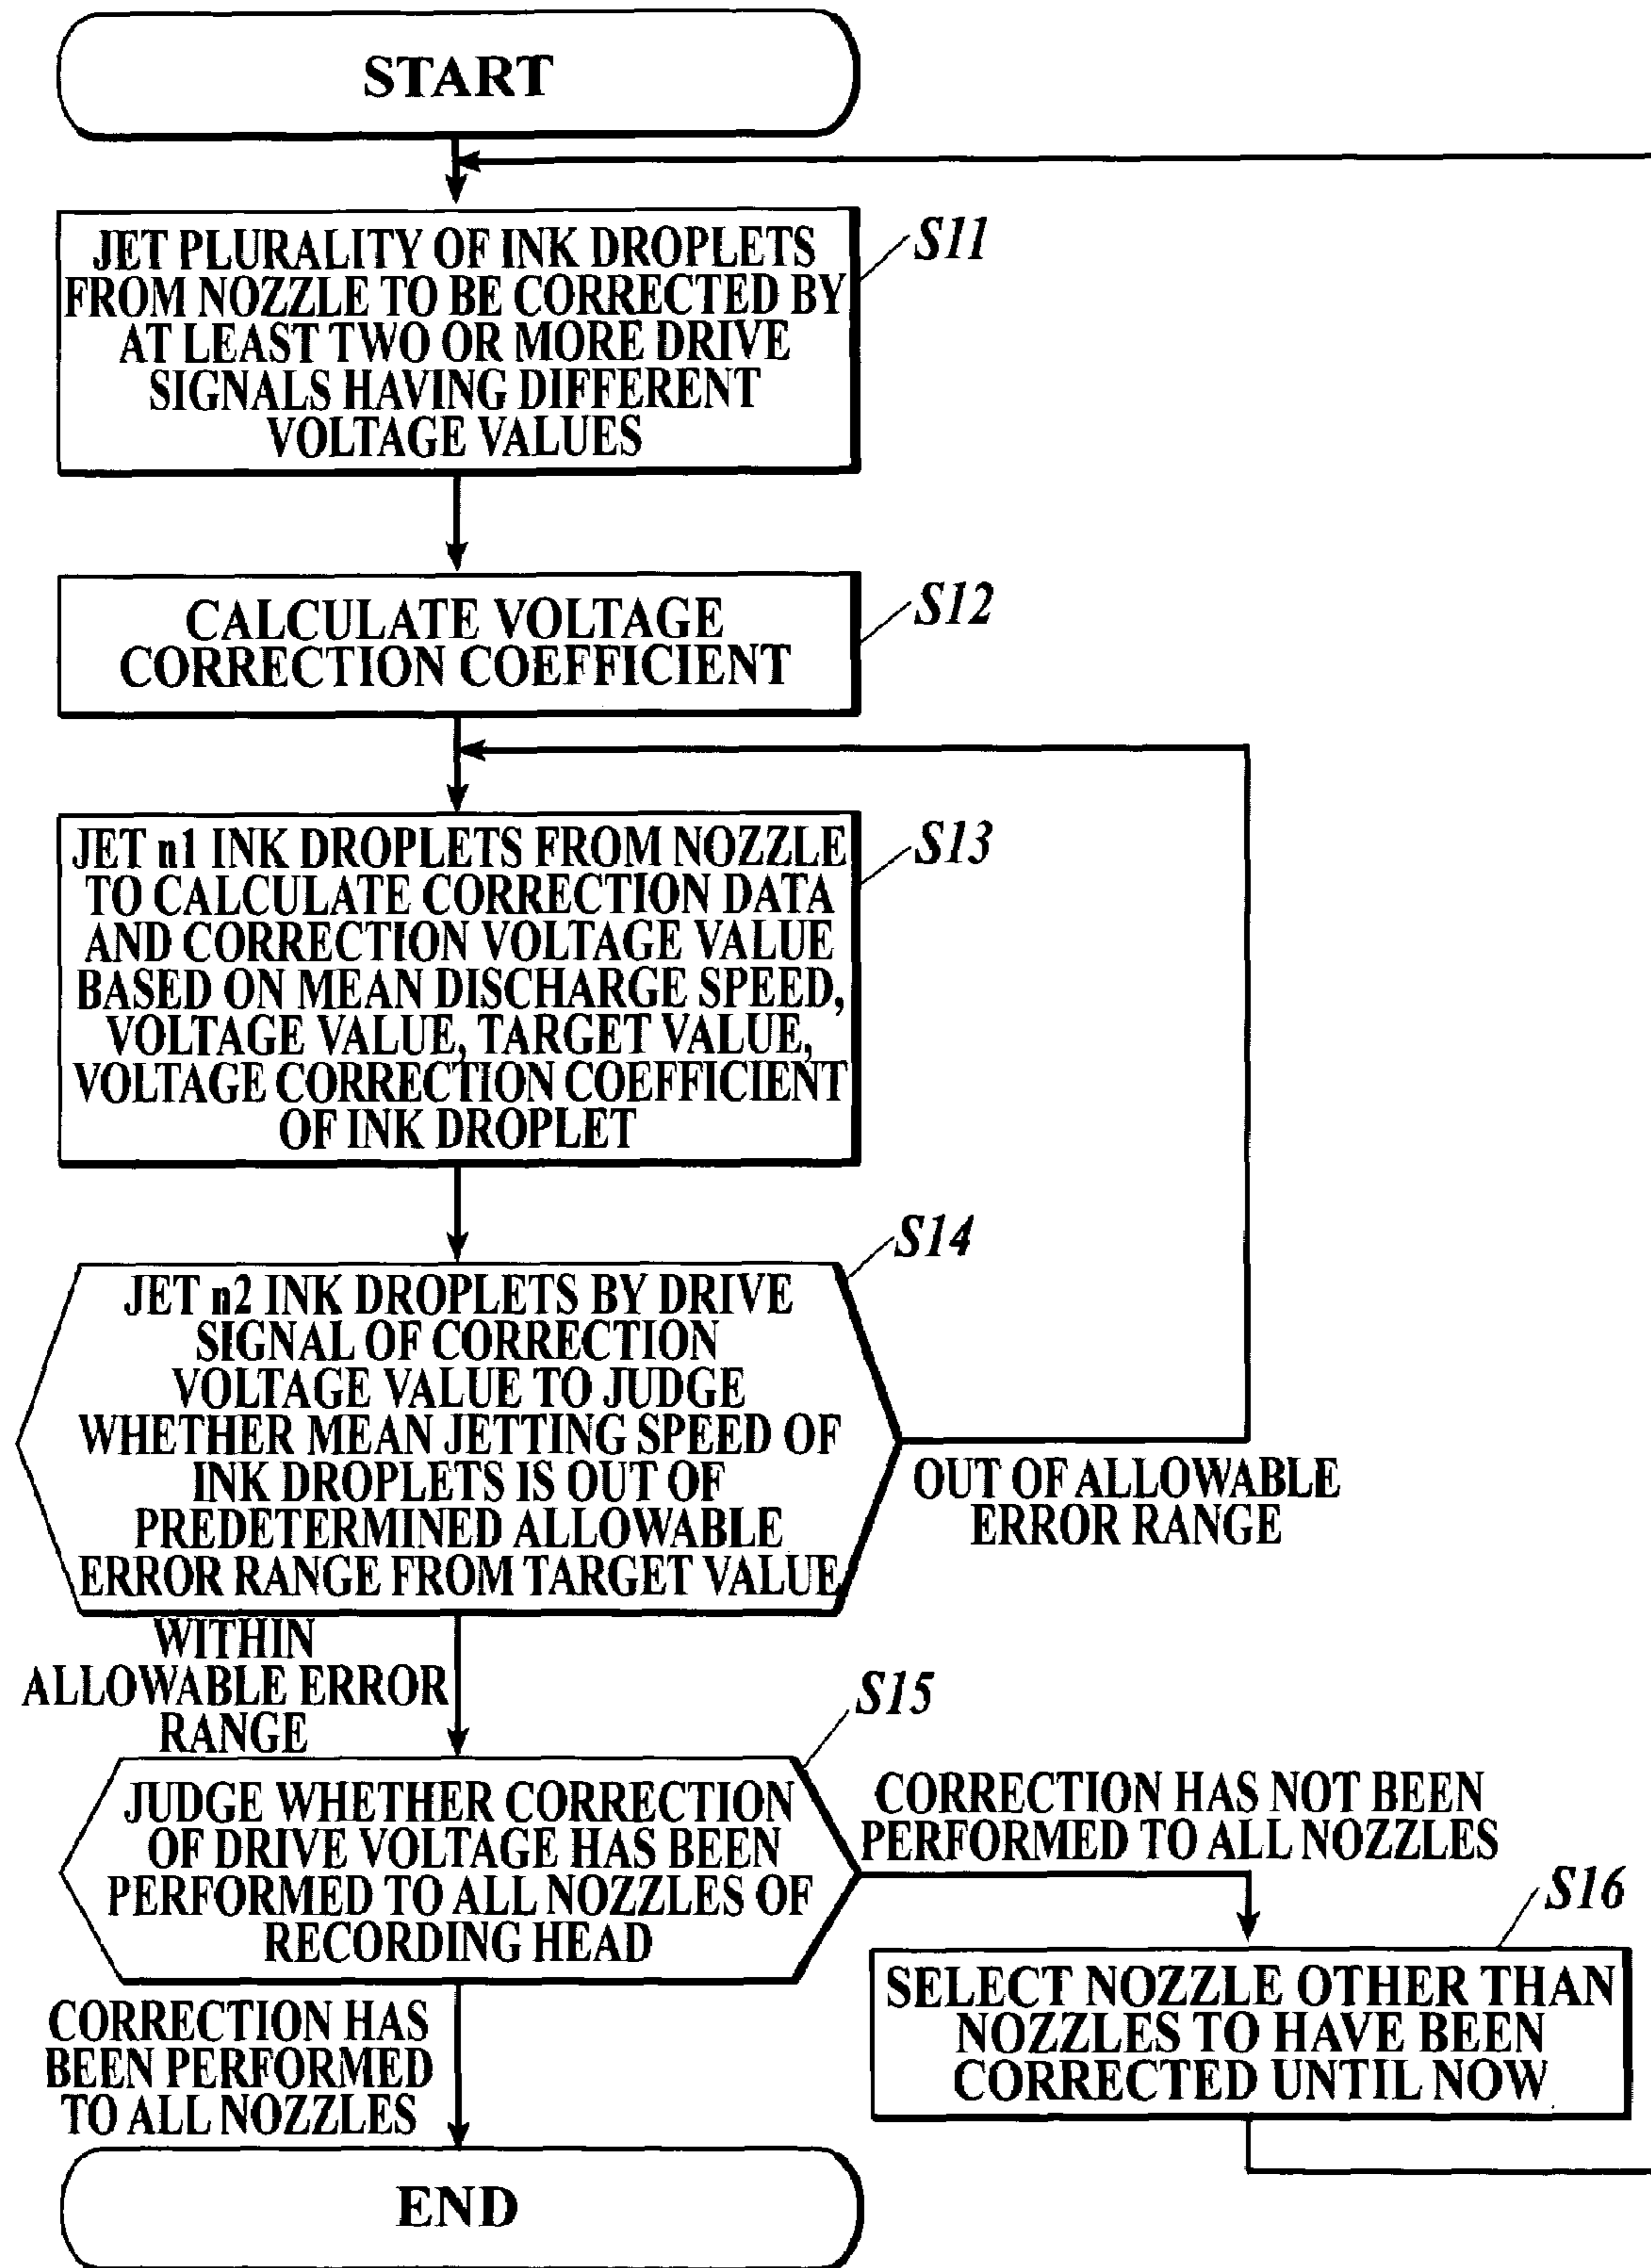 START
S11
JET PLURALITY OF INK DROPLETS
FROM NOZZLE TO BE CORRECTED BY
AT LEAST TWO OR MORE DRIVE
SIGNALS HAVING DIFFERENT
VOLTAGE VALUES
S12
CALCULATE VOLTAGE
CORRECTION COEFFICIENT
S13
JET n1 INK DROPLETS FROM NOZZLE
TO CALCULATE CORRECTION DATA
AND CORRECTION VOLTAGE VALUE
BASED ON MEAN DISCHARGE SPEED,
VOLTAGE VALUE, TARGET VALUE,
VOLTAGE CORRECTION COEFFICIENT
OF INK DROPLET
S14
JET n2 INK DROPLETS BY DRIVE
SIGNAL OF CORRECTION
VOLTAGE VALUE TO JUDGE
WHETHER MEAN JETTING SPEED OF
INK DROPLETS IS OUT OF
PREDETERMINED ALLOWABLE
ERROR RANGE FROM TARGET VALUE
OUT OF ALLOWABLE
ERROR RANGE
WITHIN
ALLOWABLE ERROR
RANGE
S15
JUDGE WHETHER CORRECTION
OF DRIVE VOLTAGE HAS BEEN
PERFORMED TO ALL NOZZLES OF
RECORDING HEAD
CORRECTION HAS NOT BEEN
PERFORMED TO ALL NOZZLES
S16
SELECT NOZZLE OTHER THAN
NOZZLES TO HAVE BEEN
CORRECTED UNTIL NOW
CORRECTION HAS
BEEN PERFORMED
TO ALL NOZZLES
END